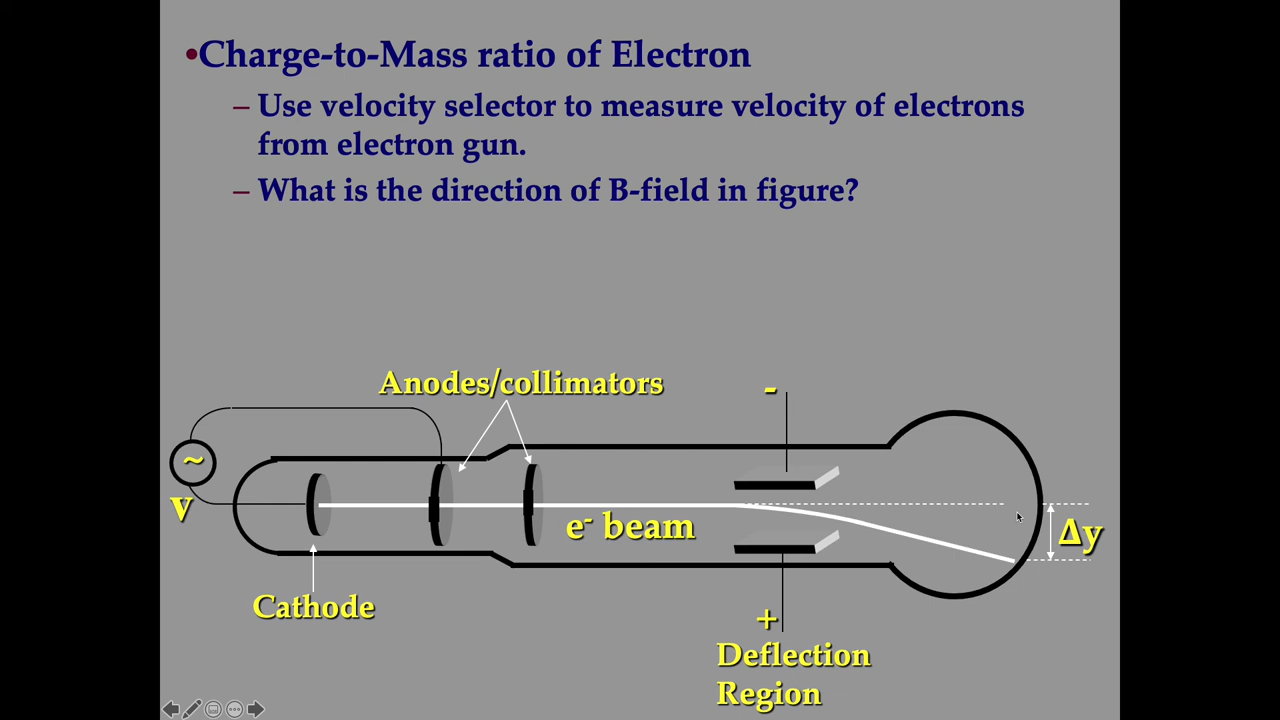 •Charge-to-Mass ratio of Electron
– Use velocity selector to measure velocity of electrons
from electron gun.
– What is the direction of B-field in figure?
Anodes/collimators
-
~
v
e- beam
Δy
Cathode
+
Deflection
Region